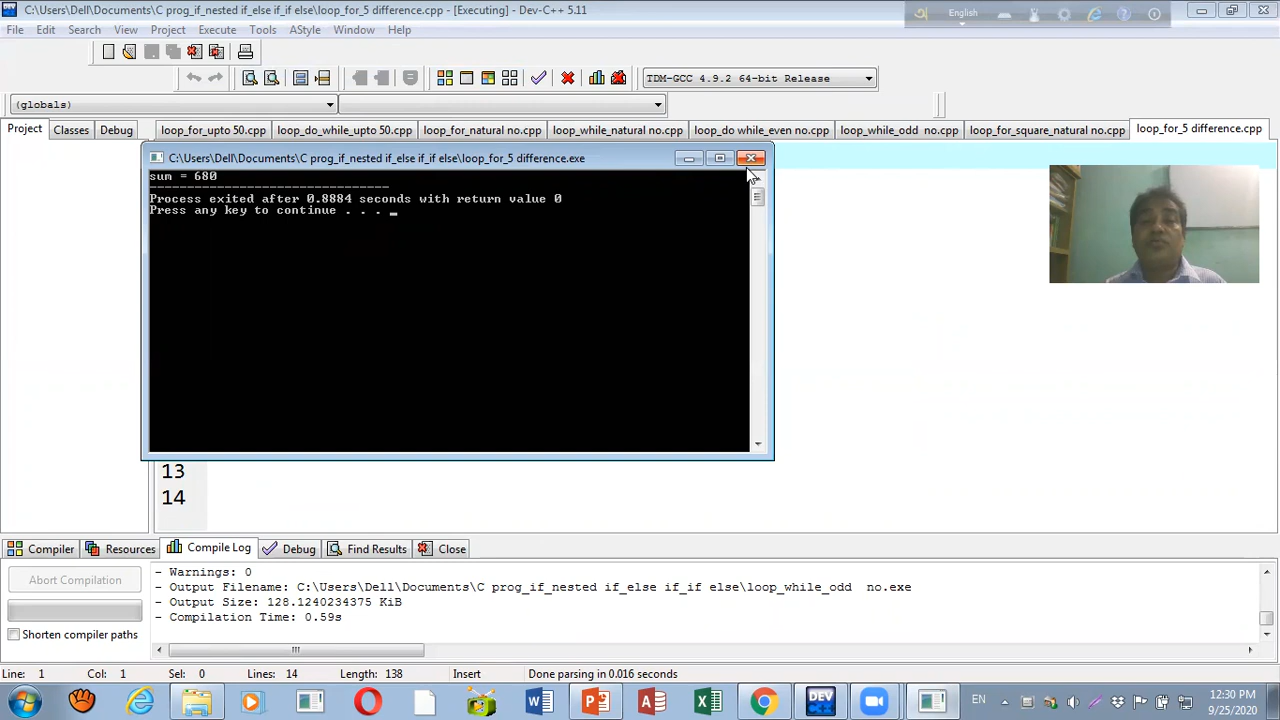 C:\Users\Dell\Documents\C prog_if_nested if_else if_if else\loop_for_5 difference.cpp - [Executing] - Dev-C++ 5.11
English
File Edit Search View Project Execute Tools AStyle Window Help
TDM-GCC 4.9.2 64-bit Release
(globals)
Project Classes Debug loop_for_upto 50.cpp loop_do_while_upto 50.cpp loop_for_natural no.cpp loop_while_natural no.cpp loop_do while_even no.cpp loop_while_odd no.cpp loop_for_square_natural no.cpp loop_for_5 difference.cpp
C:\Users\Dell\Documents\C prog_if_nested if_else if_if else\loop_for_5 difference.exe
sum = 680
--------------------------------
Process exited after 0.8884 seconds with return value 0
Press any key to continue . . . _
13
14
Compiler Resources Compile Log Debug Find Results Close
Abort Compilation
Shorten compiler paths
- Warnings: 0
- Output Filename: C:\Users\Dell\Documents\C prog_if_nested if_else if_if else\loop_while_odd  no.exe
- Output Size: 128.1240234375 KiB
- Compilation Time: 0.59s
Line: 1 Col: 1 Sel: 0 Lines: 14 Length: 138 Insert Done parsing in 0.016 seconds
DEV
EN
12:30 PM
9/25/2020